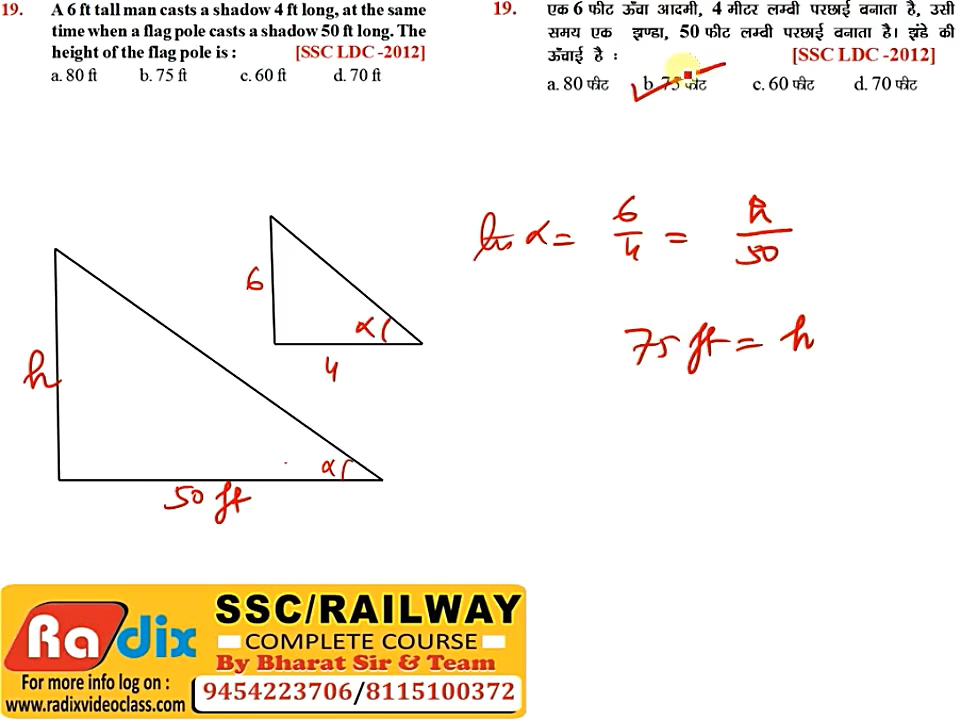 19. A 6 ft tall man casts a shadow 4 ft long, at the same
time when a flag pole casts a shadow 50 ft long. The
height of the flag pole is : [SSC LDC -2012]
a. 80 ft b. 75 ft c. 60 ft d. 70 ft
19. एक 6 फीट ऊँचा आदमी, 4 मीटर लम्बी परछाई बनाता है, उसी
समय एक झण्डा, 50 फीट लम्बी परछाई बनाता है। झंडे की
ऊँचाई है : [SSC LDC -2012]
a. 80 फीट b. 75 फीट c. 60 फीट d. 70 फीट
6
α
4
h
α
50 ft
α = 6/4 = h/50
75 ft = h
Radix
For more info log on :
www.radixvideoclass.com
SSC/RAILWAY
COMPLETE COURSE
By Bharat Sir & Team
9454223706/8115100372